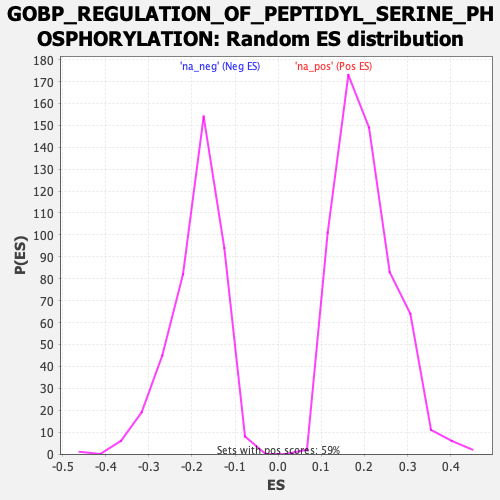 GOBP_REGULATION_OF_PEPTIDYL_SERINE_PH
OSPHORYLATION: Random ES distribution
'na_neg' (Neg ES) 'na_pos' (Pos ES)
180
170
160
150
140
130
120
110
100
90
80
70
60
50
40
30
20
10
0
P(ES)
Sets with pos scores: 59%
-0.5 -0.4 -0.3 -0.2 -0.1 0.0 0.1 0.2 0.3 0.4
ES